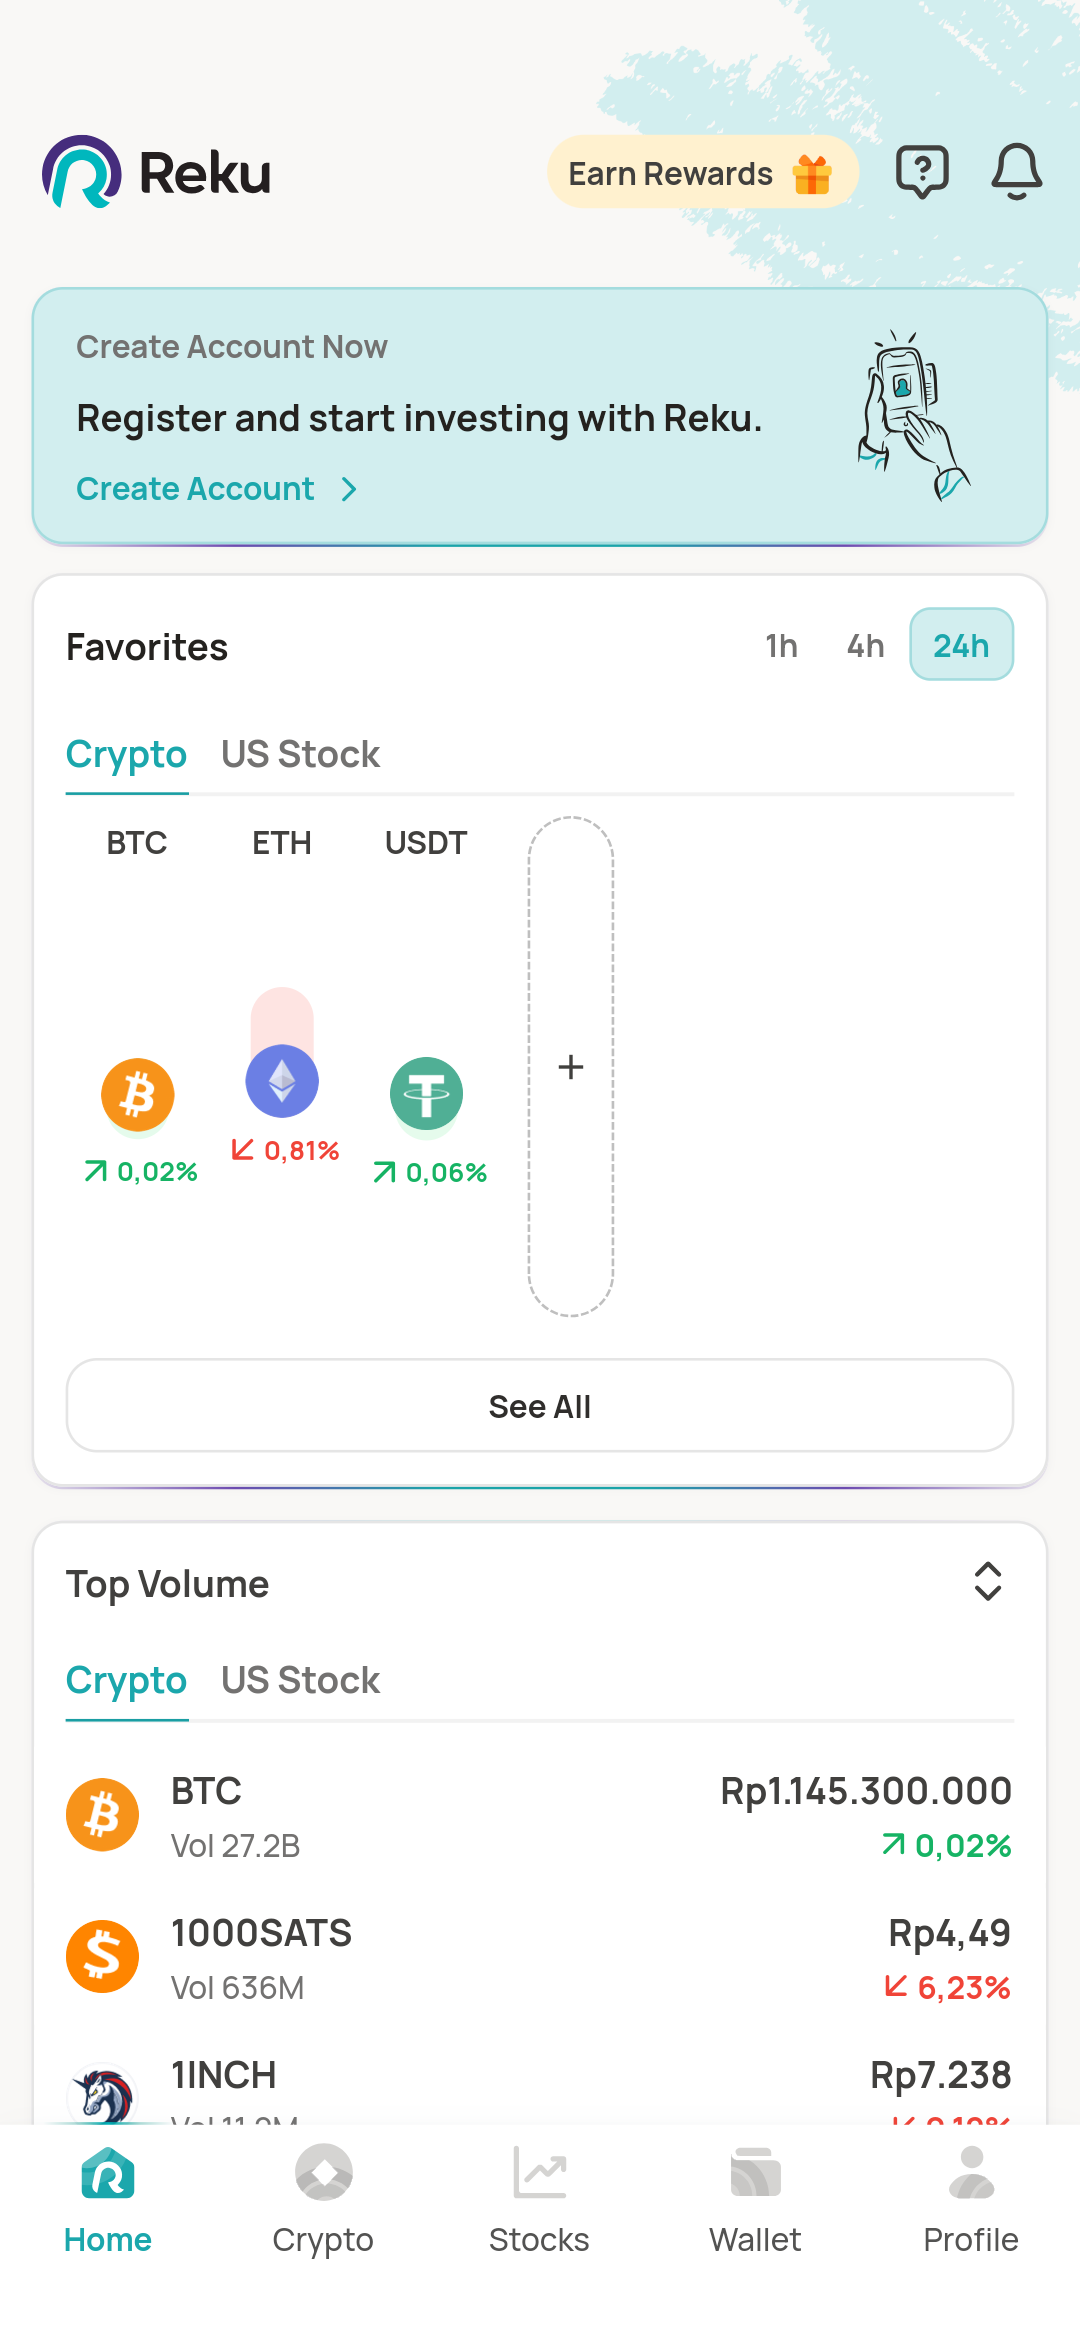 Reku
Earn Rewards
Create Account Now
Register and start investing with Reku.
Create Account
Favorites
1h 4h 24h
Crypto US Stock
BTC ETH USDT
0,02% 0,81% 0,06%
See All
Top Volume
Crypto US Stock
BTC Rp1.145.300.000
Vol 27.2B 0,02%
1000SATS Rp4,49
Vol 636M 6,23%
1INCH Rp7.238
Home Crypto Stocks Wallet Profile